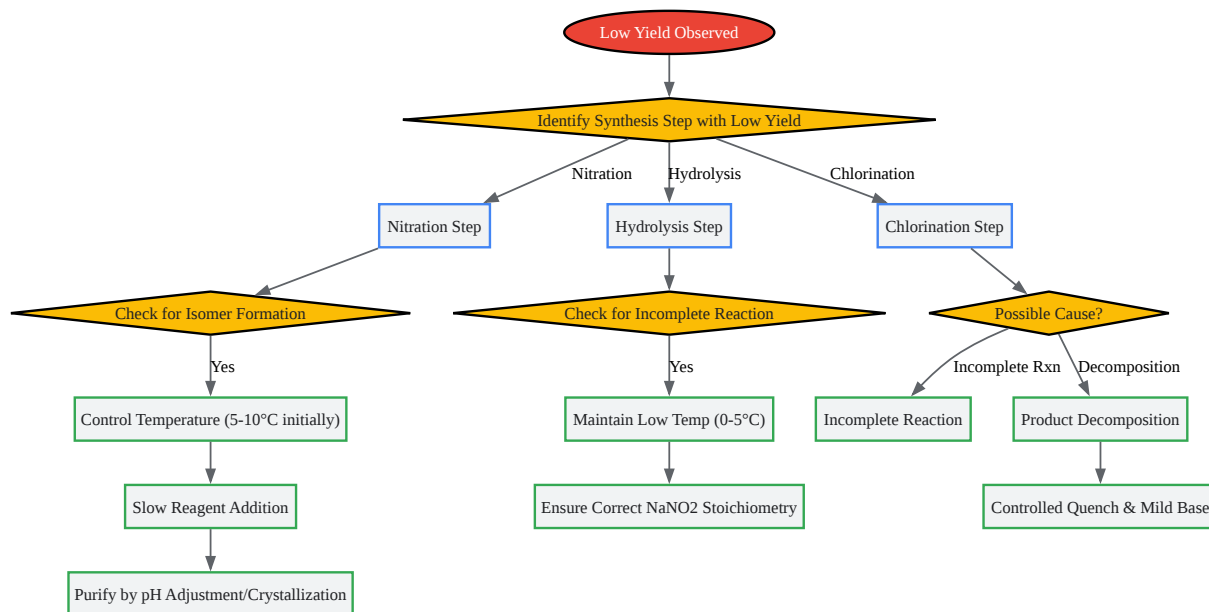 Low Yield Observed
Identify Synthesis Step with Low Yield
Nitration
Hydrolysis
Chlorination
Nitration Step
Hydrolysis Step
Chlorination Step
Check for Isomer Formation
Check for Incomplete Reaction
Possible Cause?
Yes
Yes
Incomplete Rxn
Decomposition
Control Temperature (5-10°C initially)
Maintain Low Temp (0-5°C)
Incomplete Reaction
Product Decomposition
Slow Reagent Addition
Ensure Correct NaNO2 Stoichiometry
Controlled Quench & Mild Base
Purify by pH Adjustment/Crystallization